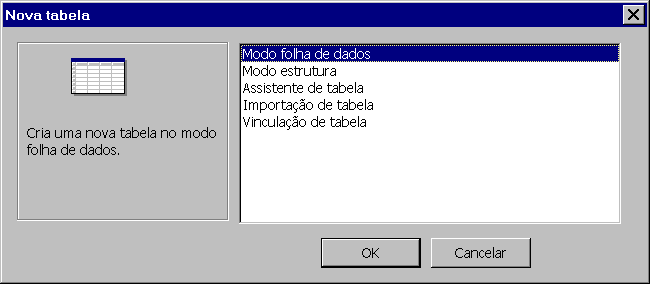 Nova tabela
Cria uma nova tabela no modo
folha de dados.
Modo folha de dados
Modo estrutura
Assistente de tabela
Importação de tabela
Vinculação de tabela
OK
Cancelar